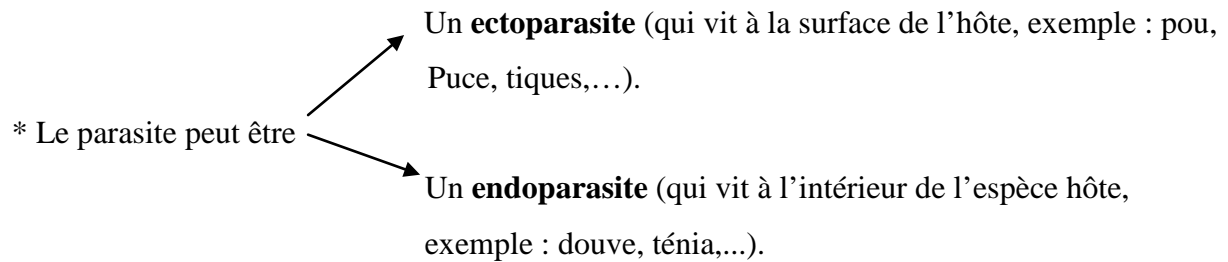 Un ectoparasite (qui vit à la surface de l’hôte, exemple : pou,
Puce, tiques,…).
* Le parasite peut être
Un endoparasite (qui vit à l’intérieur de l’espèce hôte,
exemple : douve, ténia,...).